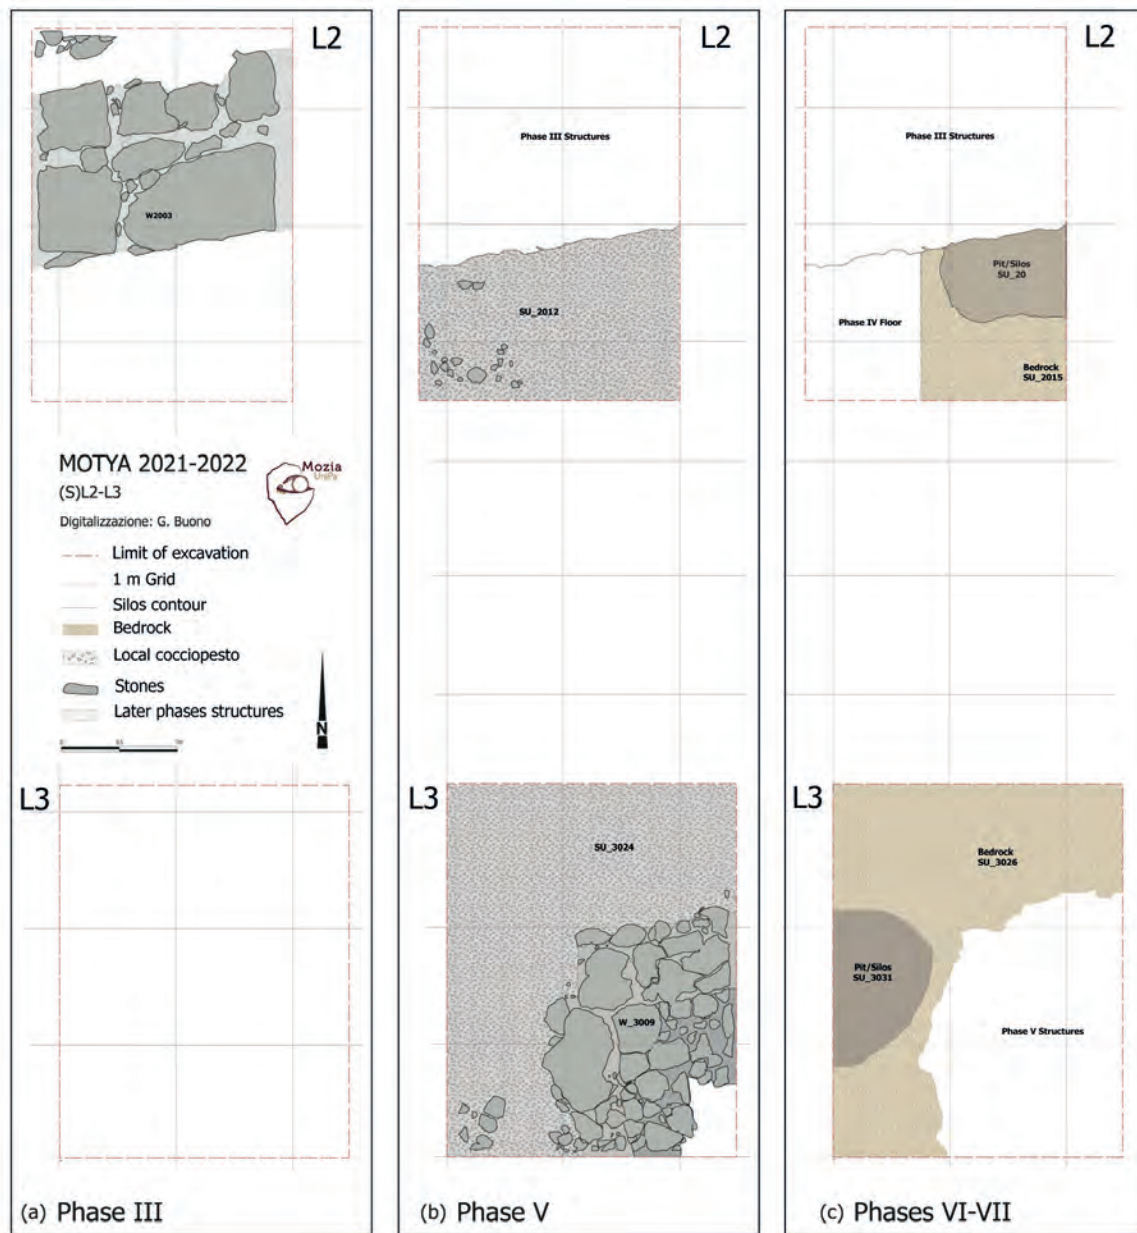 L2
W2003
MOTYA 2021-2022
(S)L2-L3
Digitalizzazione: G. Buono
Mozia
UniPa
Limit of excavation
1 m Grid
Silos contour
Bedrock
Local cocciopesto
Stones
Later phases structures
N
L3
(a) Phase III
L2
Phase III Structures
SU_2012
L3
SU_3024
W_3009
(b) Phase V
L2
Phase III Structures
Pit/Silos
SU_20
Phase IV Floor
Bedrock
SU_2015
L3
Bedrock
SU_3026
Pit/Silos
SU_3031
Phase V Structures
(c) Phases VI-VII